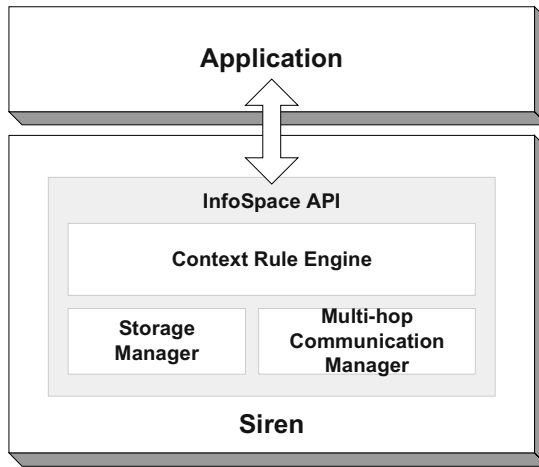 Application
InfoSpace API
Context Rule Engine
Storage
Manager
Multi-hop
Communication
Manager
Siren